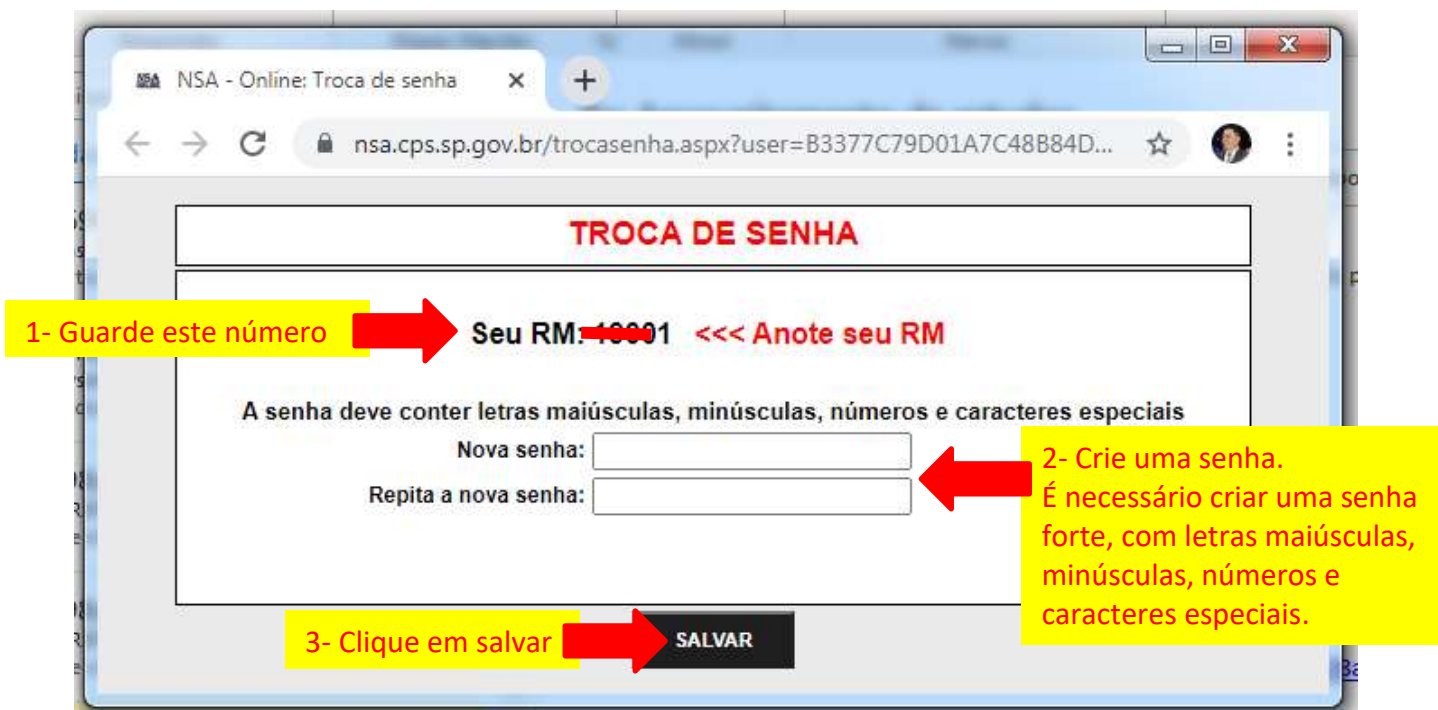 NSA - Online: Troca de senha
nsa.cps.sp.gov.br/trocasenha.aspx?user=B3377C79D01A7C48B84D...
TROCA DE SENHA
1- Guarde este número
Seu RM: 1 <<< Anote seu RM
A senha deve conter letras maiúsculas, minúsculas, números e caracteres especiais
Nova senha:
Repita a nova senha:
2- Crie uma senha.
É necessário criar uma senha
forte, com letras maiúsculas,
minúsculas, números e
caracteres especiais.
3- Clique em salvar
SALVAR